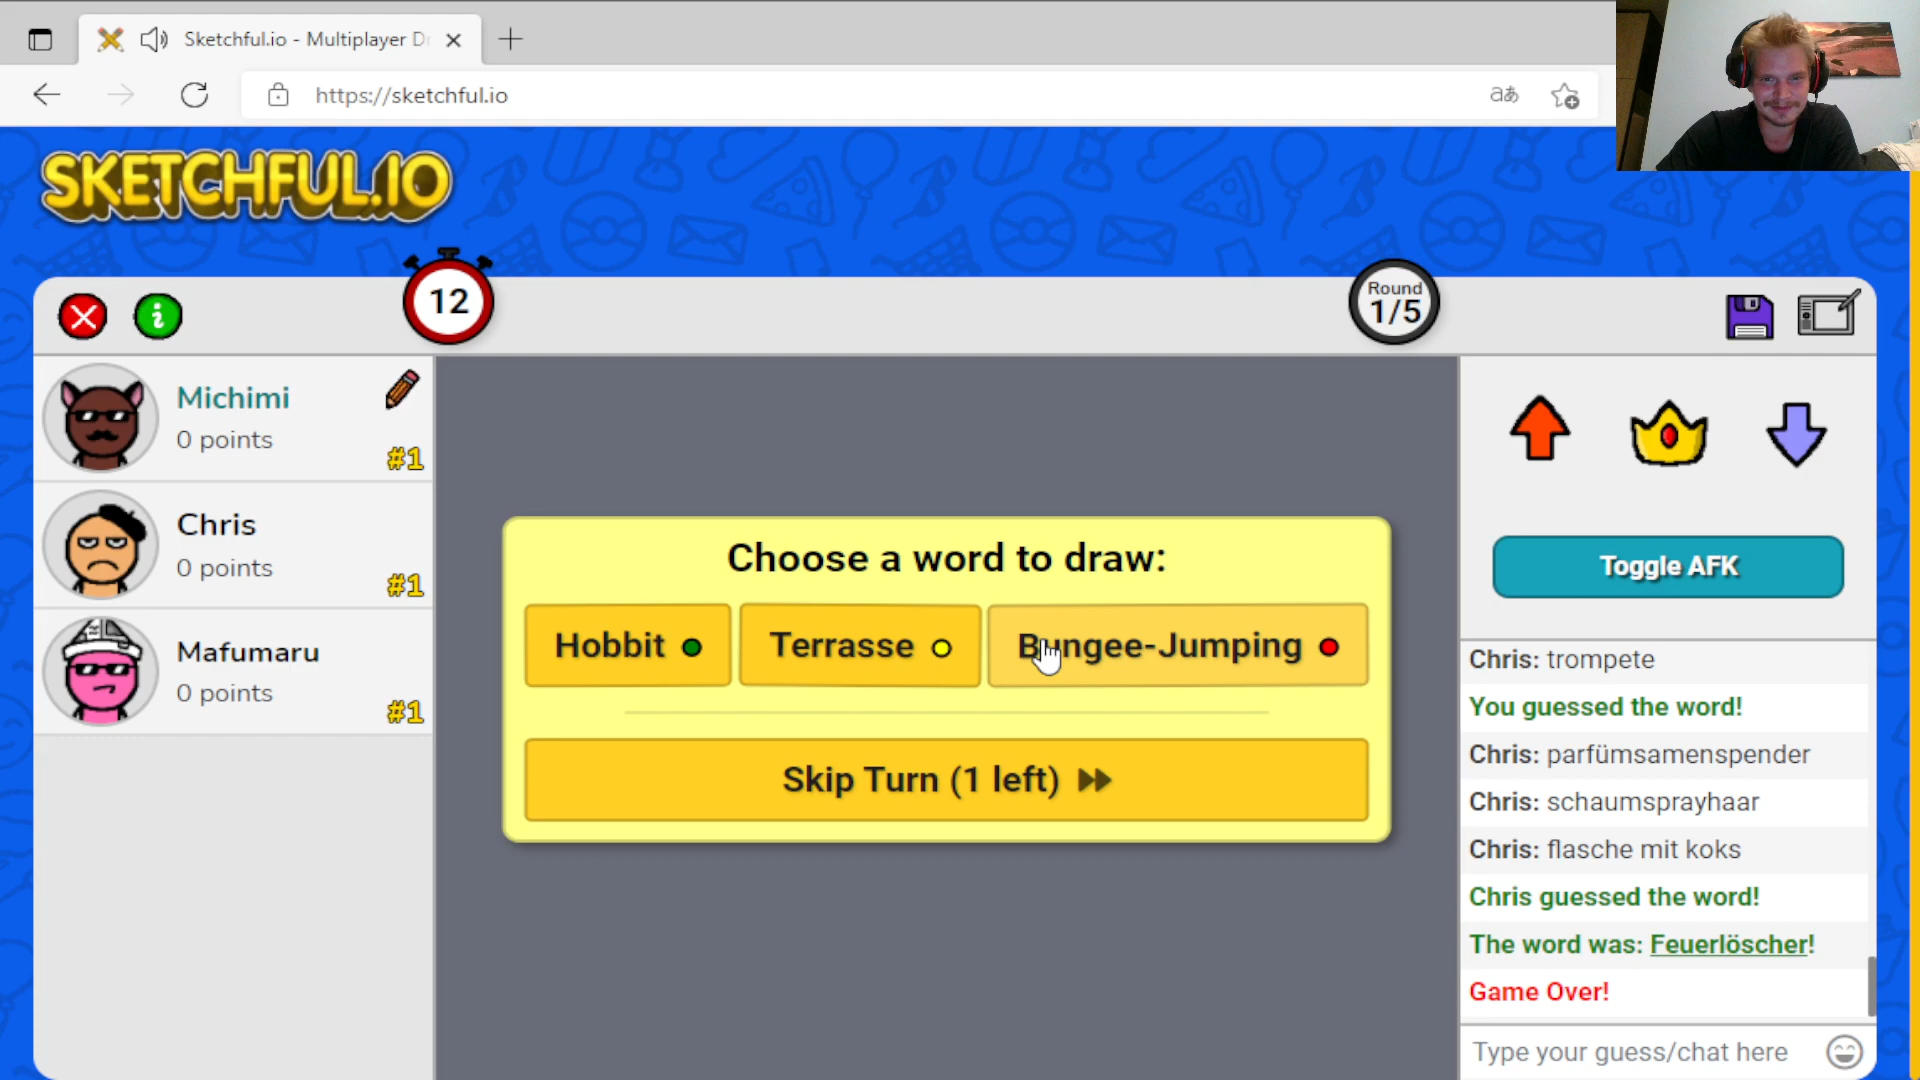 Sketchful.io - Multiplayer D
https://sketchful.io
aあ
SKETCHFUL.IO
12
Round
1/5
Michimi
0 points
#1
Chris
0 points
#1
Mafumaru
0 points
#1
Choose a word to draw:
Hobbit
Terrasse
Bungee-Jumping
Skip Turn (1 left)
Toggle AFK
Chris: trompete
You guessed the word!
Chris: parfümsamenspender
Chris: schaumsprayhaar
Chris: flasche mit koks
Chris guessed the word!
The word was: Feuerlöscher!
Game Over!
Type your guess/chat here